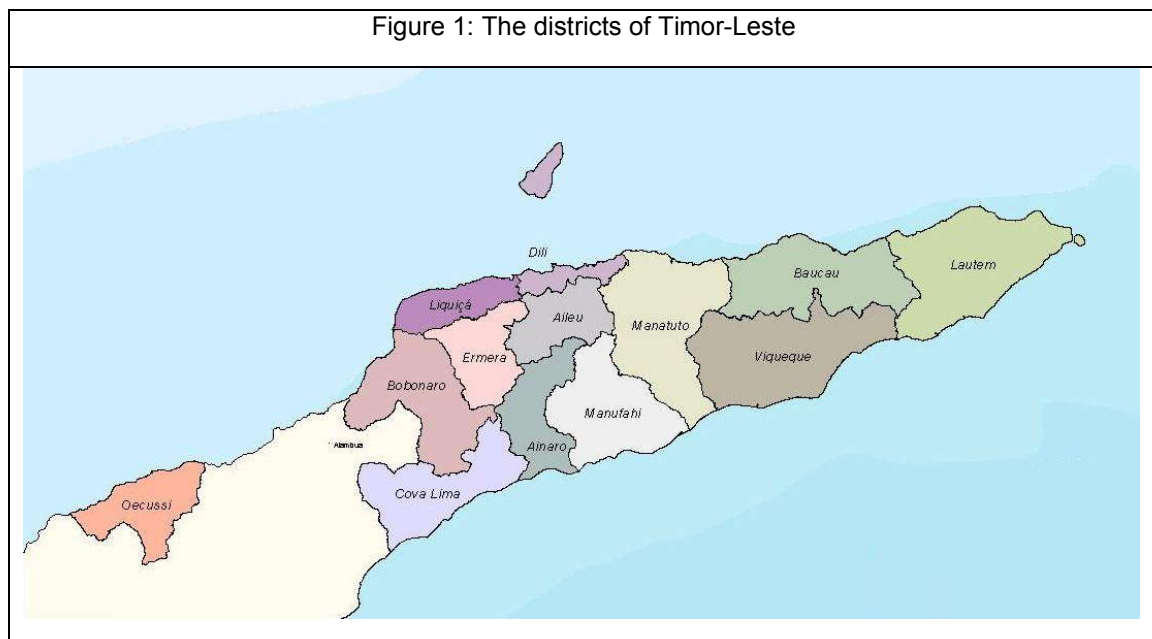 Figure 1: The districts of Timor-Leste
Dili
Lautem
Baucau
Liquiçá
Aileu
Manatuto
Ermera
Viqueque
Bobonaro
Manufahi
Atambua
Ainaro
Cova Lima
Oecussi